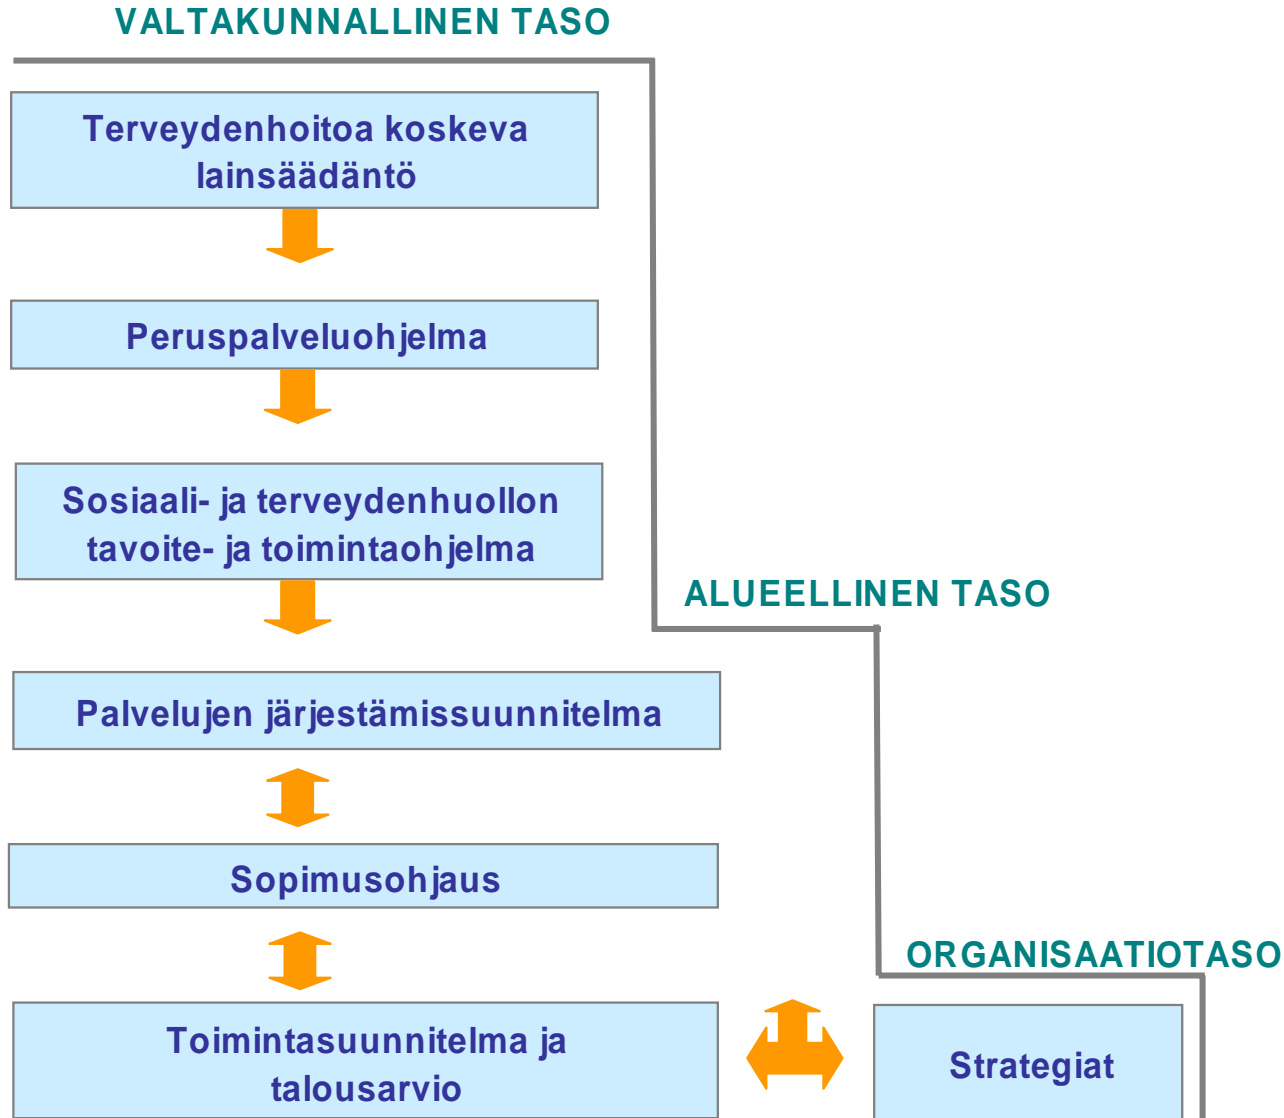 VALTAKUNNALLINEN TASO
Terveydenhoitoa koskeva
lainsäädäntö
Peruspalveluohjelma
Sosiaali- ja terveydenhuollon
tavoite- ja toimintaohjelma
ALUEELLINEN TASO
Palvelujen järjestämissuunnitelma
Sopimusohjaus
ORGANISAATIOTASO
Toimintasuunnitelma ja
talousarvio
Strategiat